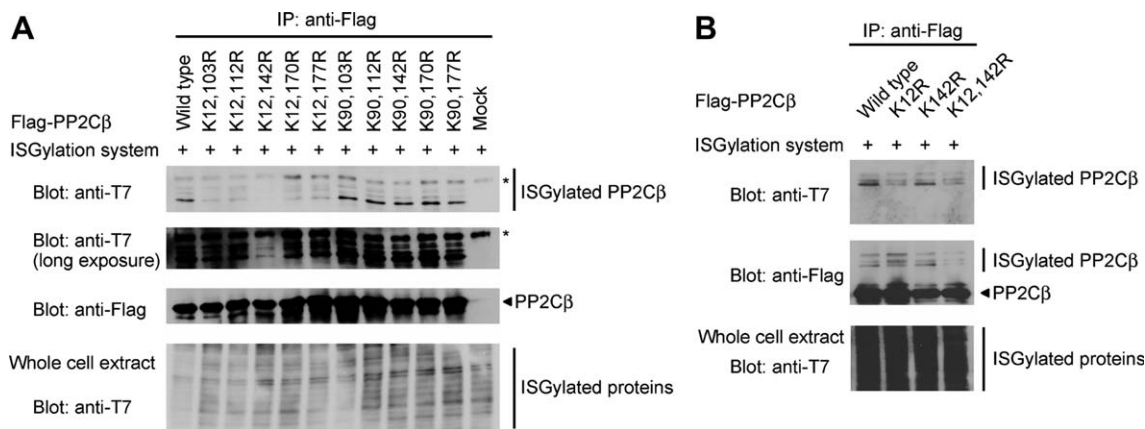 A
IP: anti-Flag
Flag-PP2Cβ
Wild type
K12,103R
K12,112R
K12,142R
K12,170R
K12,177R
K90,103R
K90,112R
K90,142R
K90,170R
K90,177R
Mock
ISGylation system + + + + + + + + + + + +
Blot: anti-T7
*
ISGylated PP2Cβ
Blot: anti-T7
(long exposure)
*
Blot: anti-Flag
PP2Cβ
Whole cell extract
Blot: anti-T7
ISGylated proteins
B
IP: anti-Flag
Flag-PP2Cβ
Wild type
K12R
K142R
K12,142R
ISGylation system + + + +
Blot: anti-T7
ISGylated PP2Cβ
Blot: anti-Flag
ISGylated PP2Cβ
PP2Cβ
Whole cell extract
Blot: anti-T7
ISGylated proteins